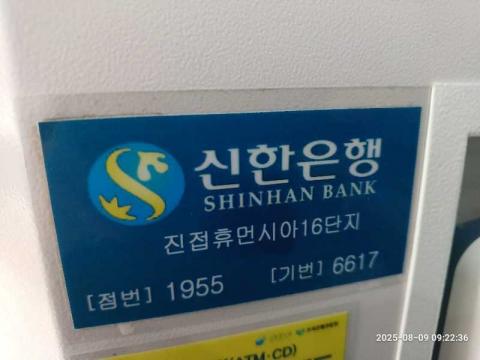 신한은행
SHINHAN BANK
진접휴먼시아16단지
[점번] 1955 [기번] 6617
(ATM·CD)
2025-08-09 09:22:36